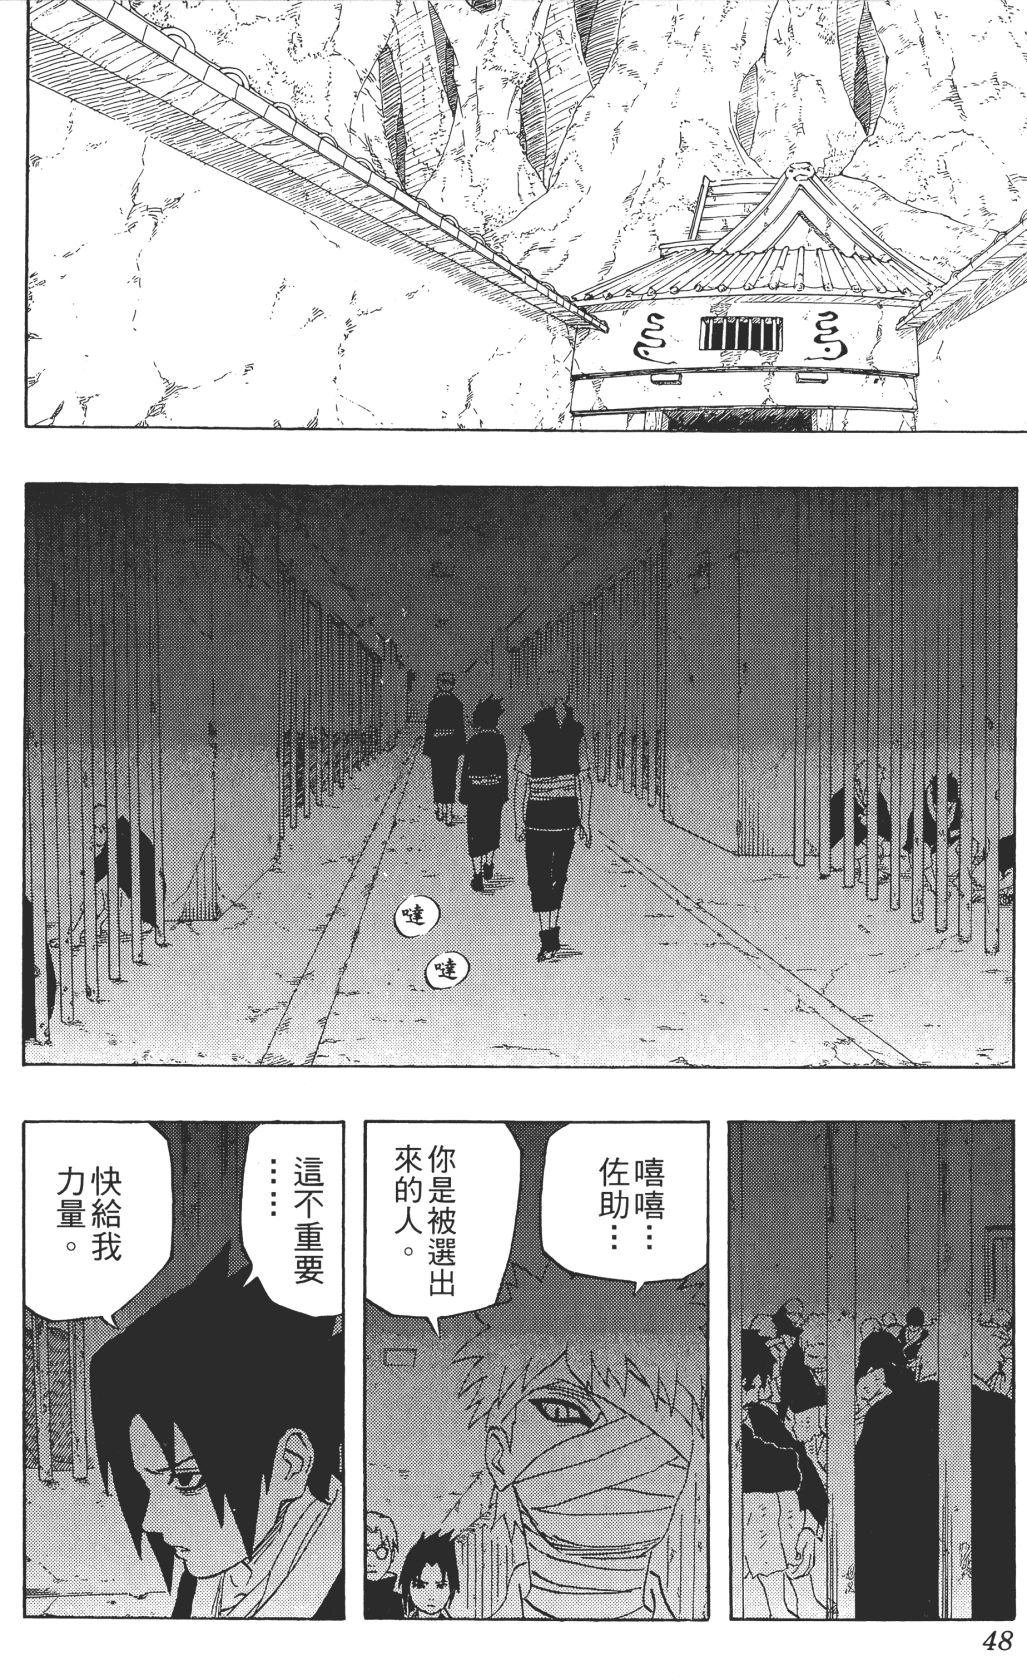 噠
噠
嘻嘻…
佐助…
你是被選出
來的人。
這不重要
……
快給我
力量。
48